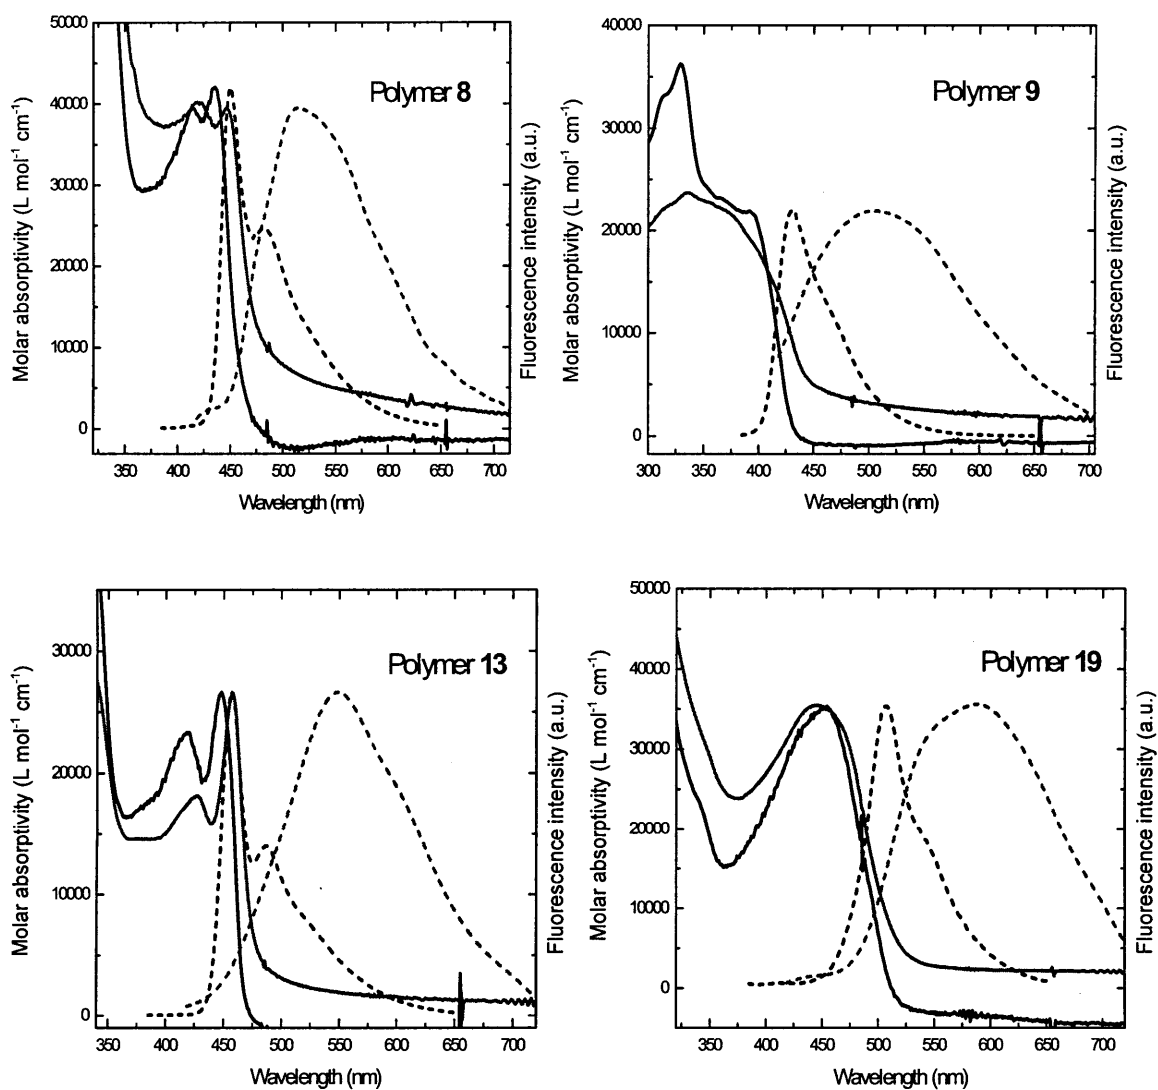 50000
40000
30000
20000
10000
0
Molar absorptivity (L mol⁻¹ cm⁻¹)
Polymer 8
Fluorescence intensity (a.u.)
350 400 450 500 550 600 650 700
Wavelength (nm)
40000
30000
20000
10000
0
Molar absorptivity (L mol⁻¹ cm⁻¹)
Polymer 9
Fluorescence intensity (a.u.)
300 350 400 450 500 550 600 650 700
Wavelength (nm)
30000
20000
10000
0
Molar absorptivity (L mol⁻¹ cm⁻¹)
Polymer 13
Fluorescence intensity (a.u.)
350 400 450 500 550 600 650 700
Wavelength (nm)
50000
40000
30000
20000
10000
0
Molar absorptivity (L mol⁻¹ cm⁻¹)
Polymer 19
Fluorescence intensity (a.u.)
350 400 450 500 550 600 650 700
Wavelength (nm)